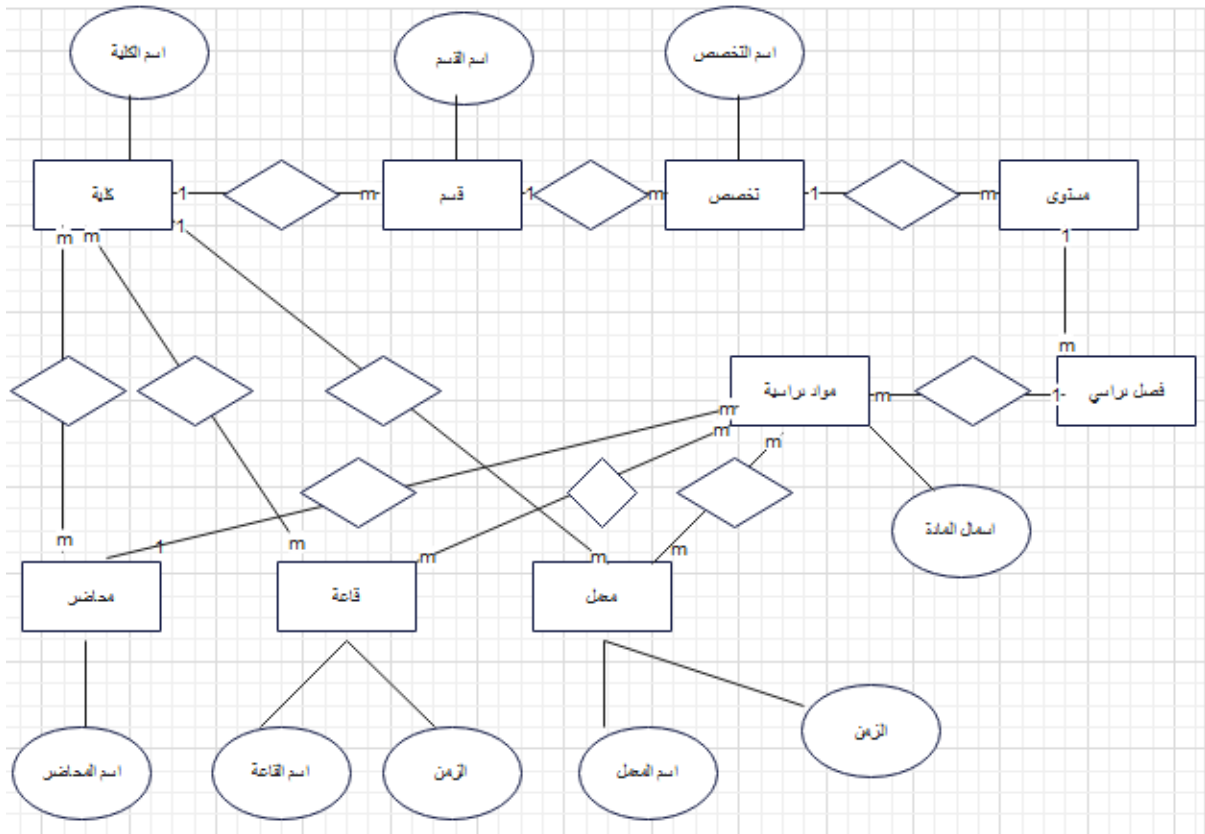 اسم الكلية
اسم القسم
اسم التخصص
كلية
1
m
قسم
1
m
تخصص
1
m
مستوى
m
m
1
1
m
مواد دراسية
m
1
فصل دراسي
m
m
m
اسمال المادة
1
m
m
m
m
m
محاضر
قاعة
معمل
اسم المحاضر
اسم القاعة
الزمن
اسم المعمل
الزمن